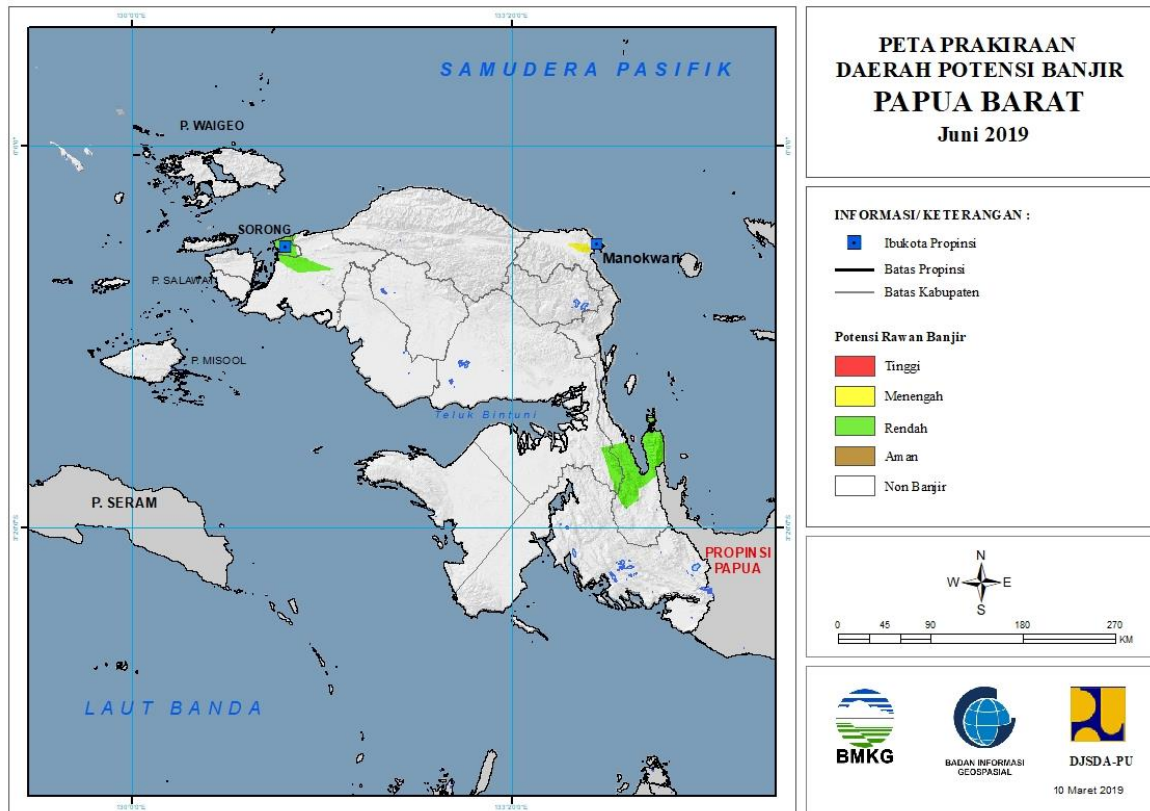 PETA PRAKIRAAN
DAERAH POTENSI BANJIR
PAPUA BARAT
Juni 2019
SAMUDERA PASIFIK
P. WAIGEO
SORONG
Manokwari
P. SALAWATI
P. MISOOL
Teluk Bintuni
P. SERAM
PROPINSI
PAPUA
LAUT BANDA
INFORMASI/ KETERANGAN :
Ibukota Propinsi
Batas Propinsi
Batas Kabupaten
Potensi Rawan Banjir
Tinggi
Menengah
Rendah
Aman
Non Banjir
N
W
E
S
0 45 90 180 270
KM
BMKG
BADAN INFORMASI
GEOSPASIAL
DJSDA-PU
10 Maret 2019